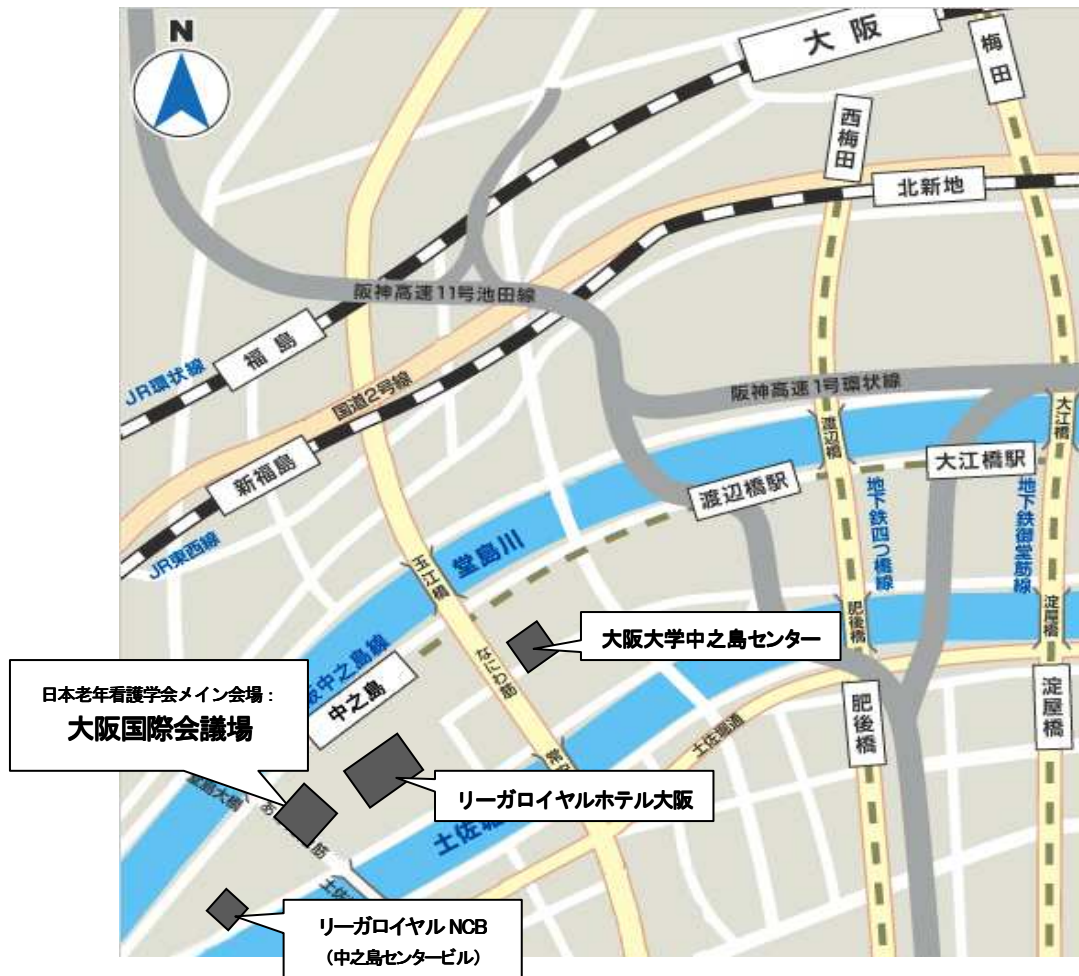 N
大阪
梅田
西梅田
北新地
阪神高速11号池田線
福島
JR環状線
国道2号線
阪神高速1号環状線
新福島
渡辺橋
大江橋
渡辺橋駅
大江橋駅
JR東西線
地下鉄四つ橋線
地下鉄御堂筋線
堂島川
玉江橋
肥後橋
淀屋橋
大阪大学中之島センター
なにわ筋
中之島線
中之島
日本老年看護学会メイン会場:
大阪国際会議場
土佐堀通
肥後橋
淀屋橋
リーガロイヤルホテル大阪
堂島大橋
筋
土佐
リーガロイヤル NCB
(中之島センタービル)